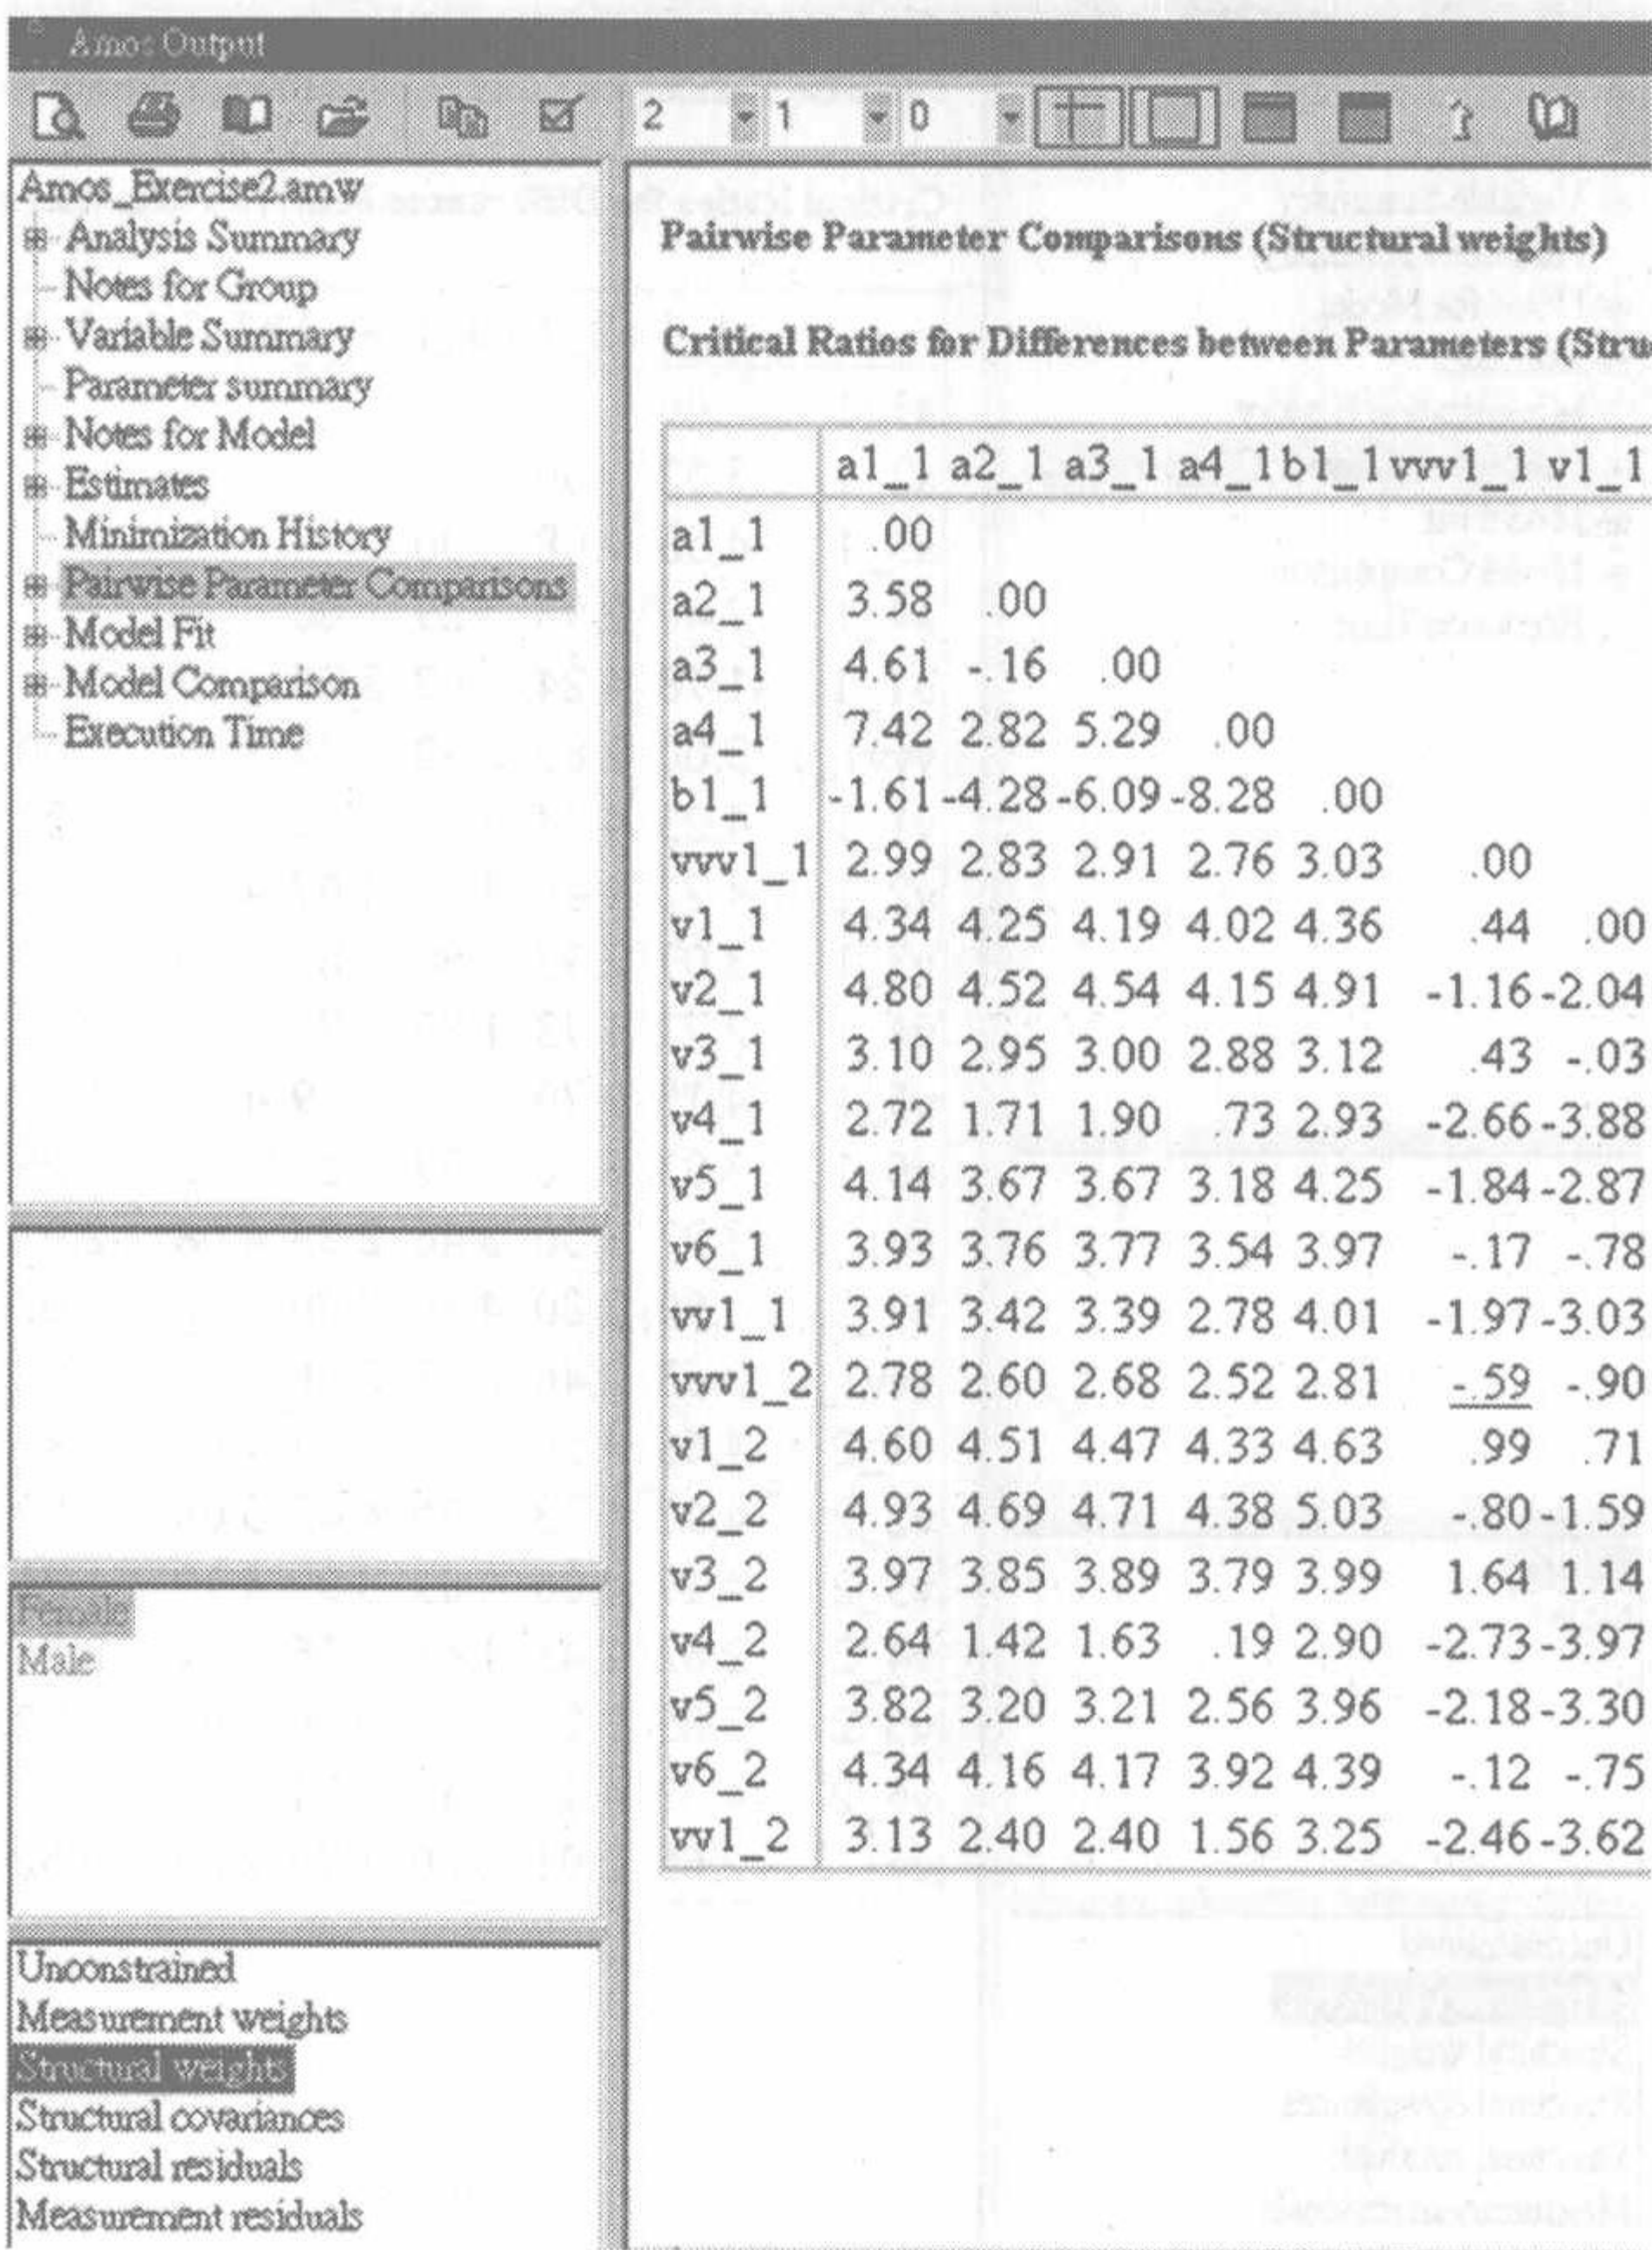 Amos Output
2 1 0
Amos_Exercise2.amw
Analysis Summary
Notes for Group
Variable Summary
Parameter summary
Notes for Model
Estimates
Minimization History
Pairwise Parameter Comparisons
Model Fit
Model Comparison
Execution Time
Pairwise Parameter Comparisons (Structural weights)
Critical Ratios for Differences between Parameters (Stru
a1_1 a2_1 a3_1 a4_1 b1_1 vvv1_1 v1_1
a1_1 .00
a2_1 3.58 .00
a3_1 4.61 -.16 .00
a4_1 7.42 2.82 5.29 .00
b1_1 -1.61 -4.28 -6.09 -8.28 .00
vvv1_1 2.99 2.83 2.91 2.76 3.03 .00
v1_1 4.34 4.25 4.19 4.02 4.36 .44 .00
v2_1 4.80 4.52 4.54 4.15 4.91 -1.16 -2.04
v3_1 3.10 2.95 3.00 2.88 3.12 .43 -.03
v4_1 2.72 1.71 1.90 .73 2.93 -2.66 -3.88
v5_1 4.14 3.67 3.67 3.18 4.25 -1.84 -2.87
v6_1 3.93 3.76 3.77 3.54 3.97 -.17 -.78
vv1_1 3.91 3.42 3.39 2.78 4.01 -1.97 -3.03
vvv1_2 2.78 2.60 2.68 2.52 2.81 -.59 -.90
v1_2 4.60 4.51 4.47 4.33 4.63 .99 .71
v2_2 4.93 4.69 4.71 4.38 5.03 -.80 -1.59
v3_2 3.97 3.85 3.89 3.79 3.99 1.64 1.14
v4_2 2.64 1.42 1.63 .19 2.90 -2.73 -3.97
v5_2 3.82 3.20 3.21 2.56 3.96 -2.18 -3.30
v6_2 4.34 4.16 4.17 3.92 4.39 -.12 -.75
vv1_2 3.13 2.40 2.40 1.56 3.25 -2.46 -3.62
Female
Male
Unconstrained
Measurement weights
Structural weights
Structural covariances
Structural residuals
Measurement residuals